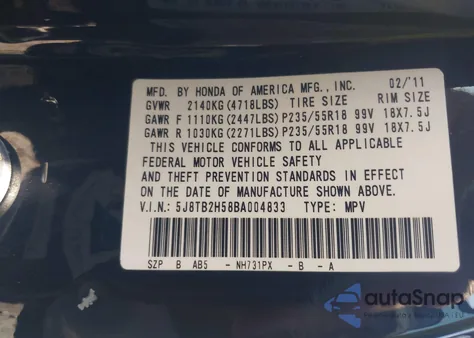 MFD. BY HONDA OF AMERICA MFG., INC. 02/11
GVWR 2140KG(4718LBS) TIRE SIZE RIM SIZE
GAWR F 1110KG(2447LBS) P235/55R18 99V 18X7.5J
GAWR R 1030KG(2271LBS) P235/55R18 99V 18X7.5J
THIS VEHICLE CONFORMS TO ALL APPLICABLE
FEDERAL MOTOR VEHICLE SAFETY
AND THEFT PREVENTION STANDARDS IN EFFECT
ON THE DATE OF MANUFACTURE SHOWN ABOVE.
V.I.N.: 5J8TB2H58BA004833 TYPE: MPV
SZP B AB5 - NH731PX - B - A
autoSnap